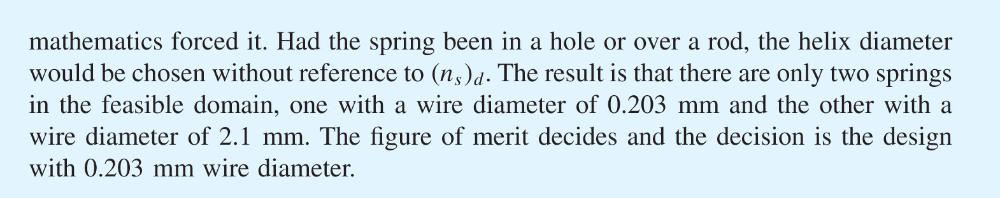 mathematics forced it. Had the spring been in a hole or over a rod, the helix diameter
would be chosen without reference to (nₛ)_d. The result is that there are only two springs
in the feasible domain, one with a wire diameter of 0.203 mm and the other with a
wire diameter of 2.1 mm. The figure of merit decides and the decision is the design
with 0.203 mm wire diameter.